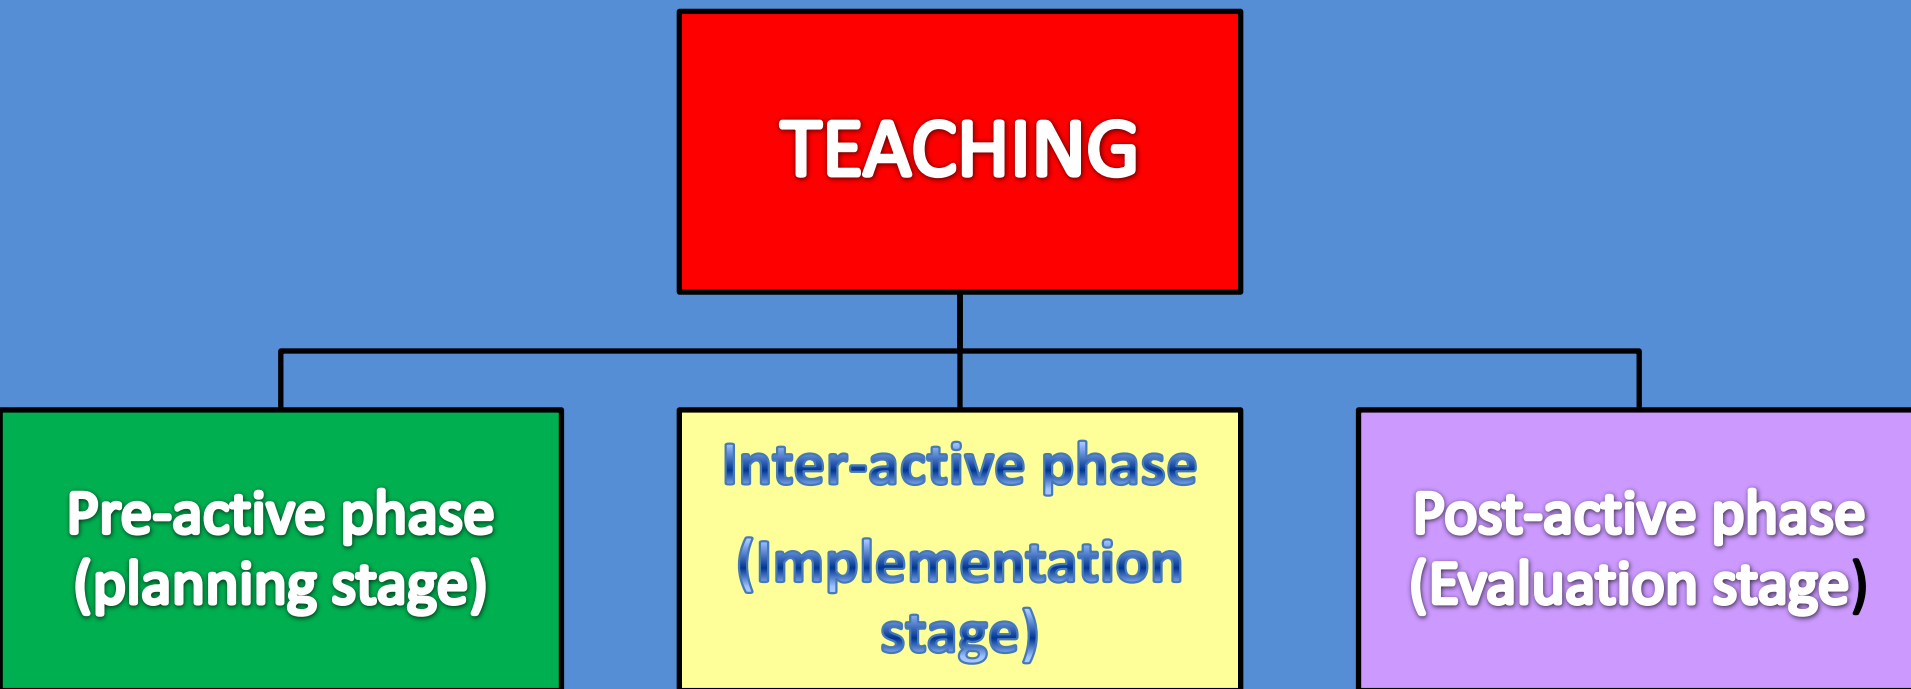 TEACHING
Pre-active phase
(planning stage)
Inter-active phase
(Implementation
stage)
Post-active phase
(Evaluation stage)